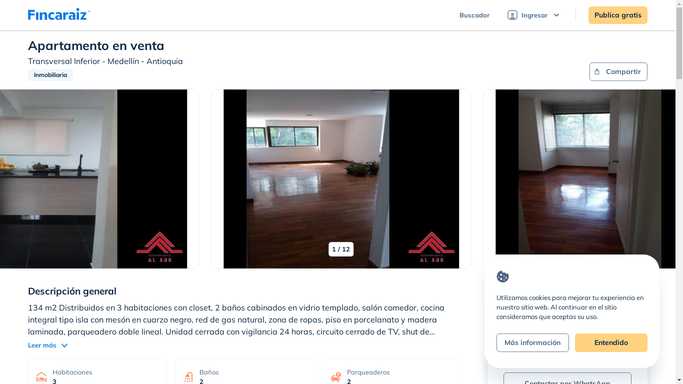 Fincaraiz
Buscador
Ingresar
Publica gratis
Apartamento en venta
Transversal Inferior - Medellín - Antioquia
Inmobiliaria
Compartir
1 / 12
Descripción general
134 m2 Distribuidos en 3 habitaciones con closet, 2 baños cabinados en vidrio templado, salón comedor, cocina
integral tipo isla con mesón en cuarzo negro, red de gas natural, zona de ropas, piso en porcelanato y madera
laminada, parqueadero doble lineal. Unidad cerrada con vigilancia 24 horas, circuito cerrado de TV, shut de...
Leer más
Habitaciones
3
Baños
2
Parqueaderos
2
Utilizamos cookies para mejorar tu experiencia en
nuestro sitio web. Al continuar en el sitio
consideramos que aceptas su uso.
Más información
Entendido
Contactar por WhatsApp